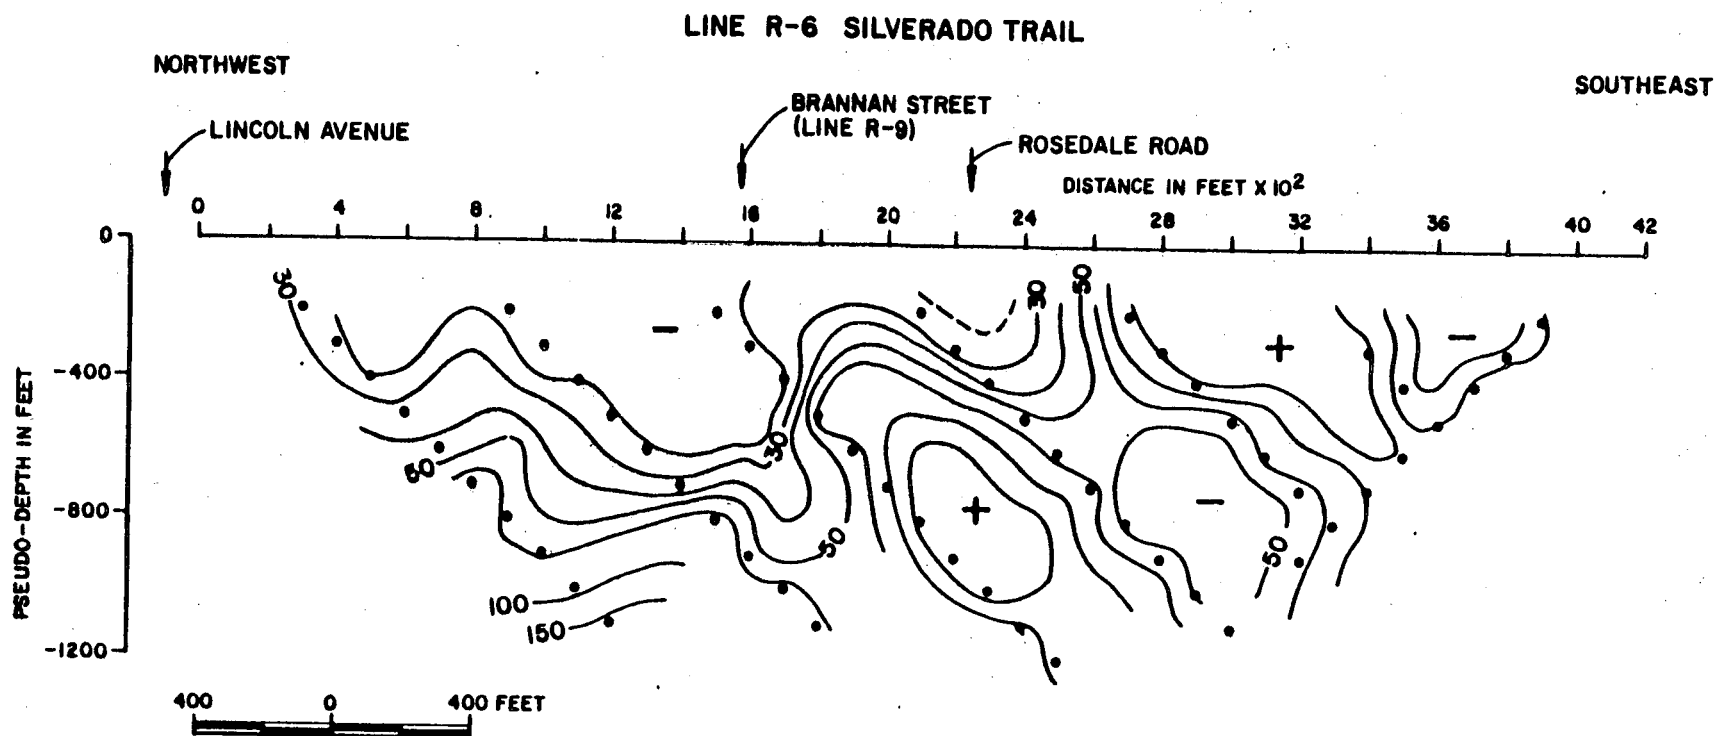 LINE R-6 SILVERADO TRAIL
NORTHWEST
SOUTHEAST
LINCOLN AVENUE
BRANNAN STREET
(LINE R-9)
ROSEDALE ROAD
DISTANCE IN FEET X 10²
0 4 8 12 16 20 24 28 32 36 40 42
PSEUDO-DEPTH IN FEET
0
-400
-800
-1200
30
30
50
-
+
-
30
50
+
-
50
50
100
150
400 0 400 FEET